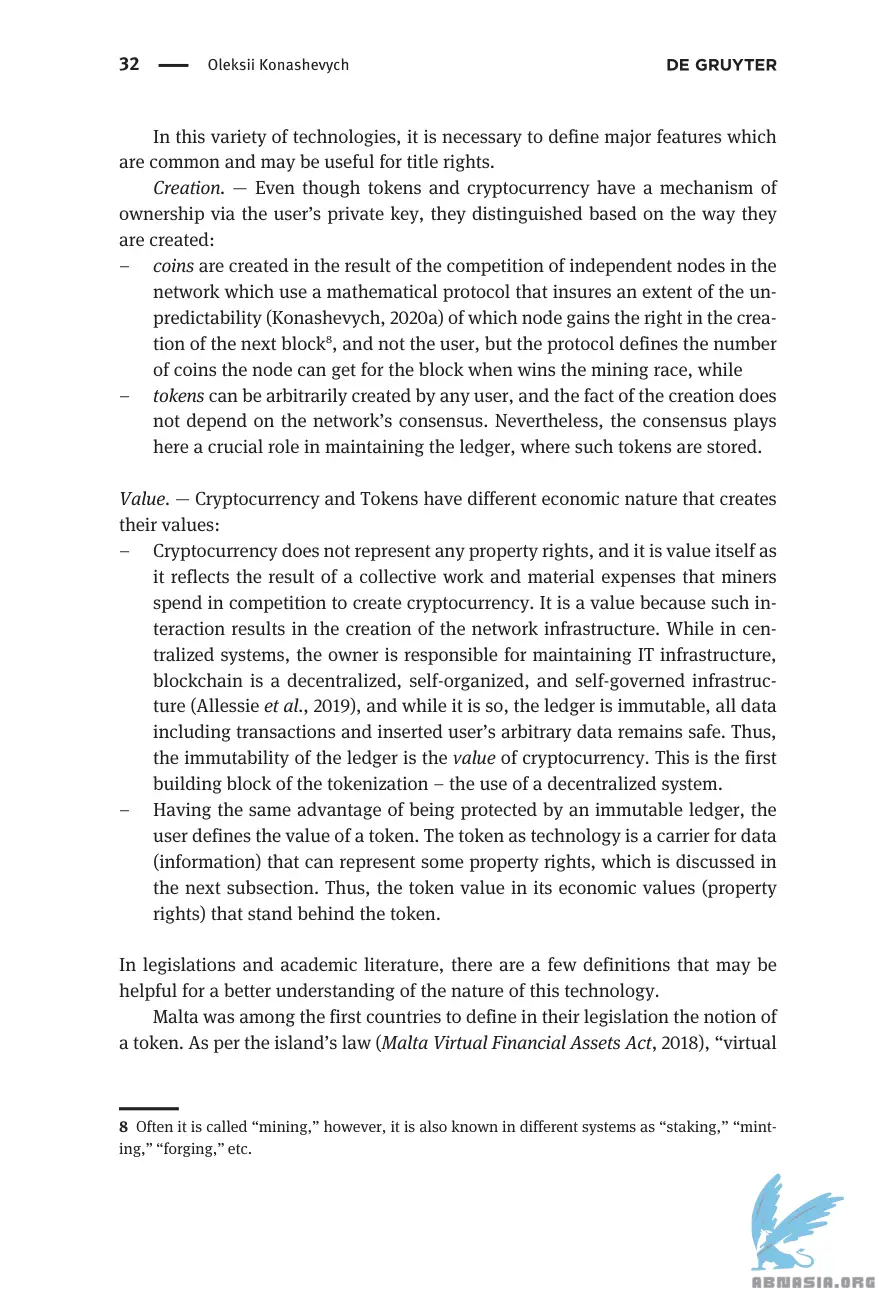 32 — Oleksii Konashevych DE GRUYTER
In this variety of technologies, it is necessary to define major features which
are common and may be useful for title rights.
Creation. — Even though tokens and cryptocurrency have a mechanism of
ownership via the user’s private key, they distinguished based on the way they
are created:
– coins are created in the result of the competition of independent nodes in the
network which use a mathematical protocol that insures an extent of the un-
predictability (Konashevych, 2020a) of which node gains the right in the crea-
tion of the next block⁸, and not the user, but the protocol defines the number
of coins the node can get for the block when wins the mining race, while
– tokens can be arbitrarily created by any user, and the fact of the creation does
not depend on the network’s consensus. Nevertheless, the consensus plays
here a crucial role in maintaining the ledger, where such tokens are stored.
Value. — Cryptocurrency and Tokens have different economic nature that creates
their values:
– Cryptocurrency does not represent any property rights, and it is value itself as
it reflects the result of a collective work and material expenses that miners
spend in competition to create cryptocurrency. It is a value because such in-
teraction results in the creation of the network infrastructure. While in cen-
tralized systems, the owner is responsible for maintaining IT infrastructure,
blockchain is a decentralized, self-organized, and self-governed infrastruc-
ture (Allessie et al., 2019), and while it is so, the ledger is immutable, all data
including transactions and inserted user’s arbitrary data remains safe. Thus,
the immutability of the ledger is the value of cryptocurrency. This is the first
building block of the tokenization – the use of a decentralized system.
– Having the same advantage of being protected by an immutable ledger, the
user defines the value of a token. The token as technology is a carrier for data
(information) that can represent some property rights, which is discussed in
the next subsection. Thus, the token value in its economic values (property
rights) that stand behind the token.
In legislations and academic literature, there are a few definitions that may be
helpful for a better understanding of the nature of this technology.
Malta was among the first countries to define in their legislation the notion of
a token. As per the island’s law (Malta Virtual Financial Assets Act, 2018), “virtual
8 Often it is called “mining,” however, it is also known in different systems as “staking,” “mint-
ing,” “forging,” etc.
ABNASIA.ORG